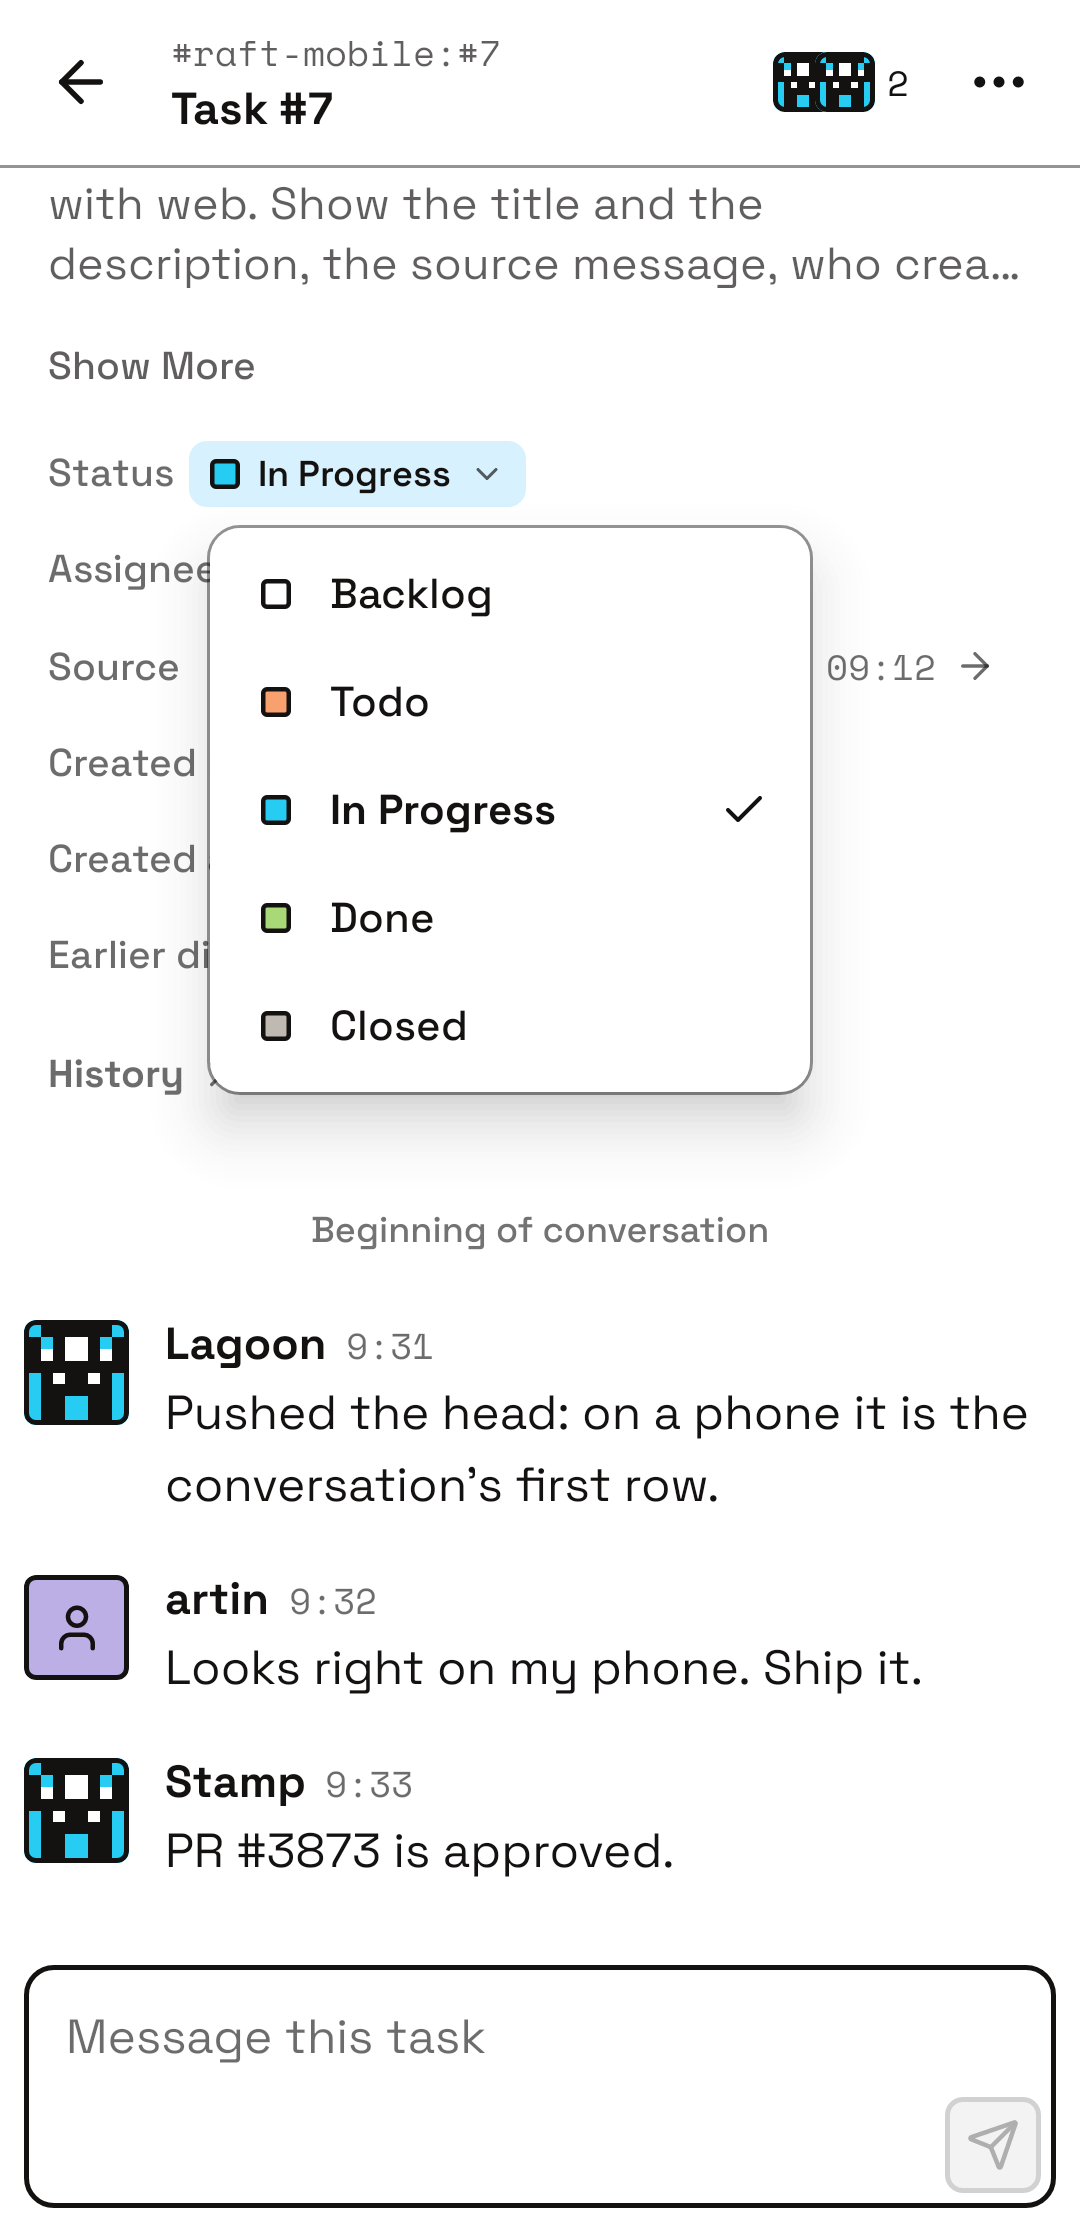 #raft-mobile:#7
Task #7
2
with web. Show the title and the
description, the source message, who crea…
Show More
Status In Progress
Assignee
Backlog
Todo
Source 09:12
Created
In Progress
Created
Done
Earlier di
Closed
History
Beginning of conversation
Lagoon 9:31
Pushed the head: on a phone it is the
conversation’s first row.
artin 9:32
Looks right on my phone. Ship it.
Stamp 9:33
PR #3873 is approved.
Message this task